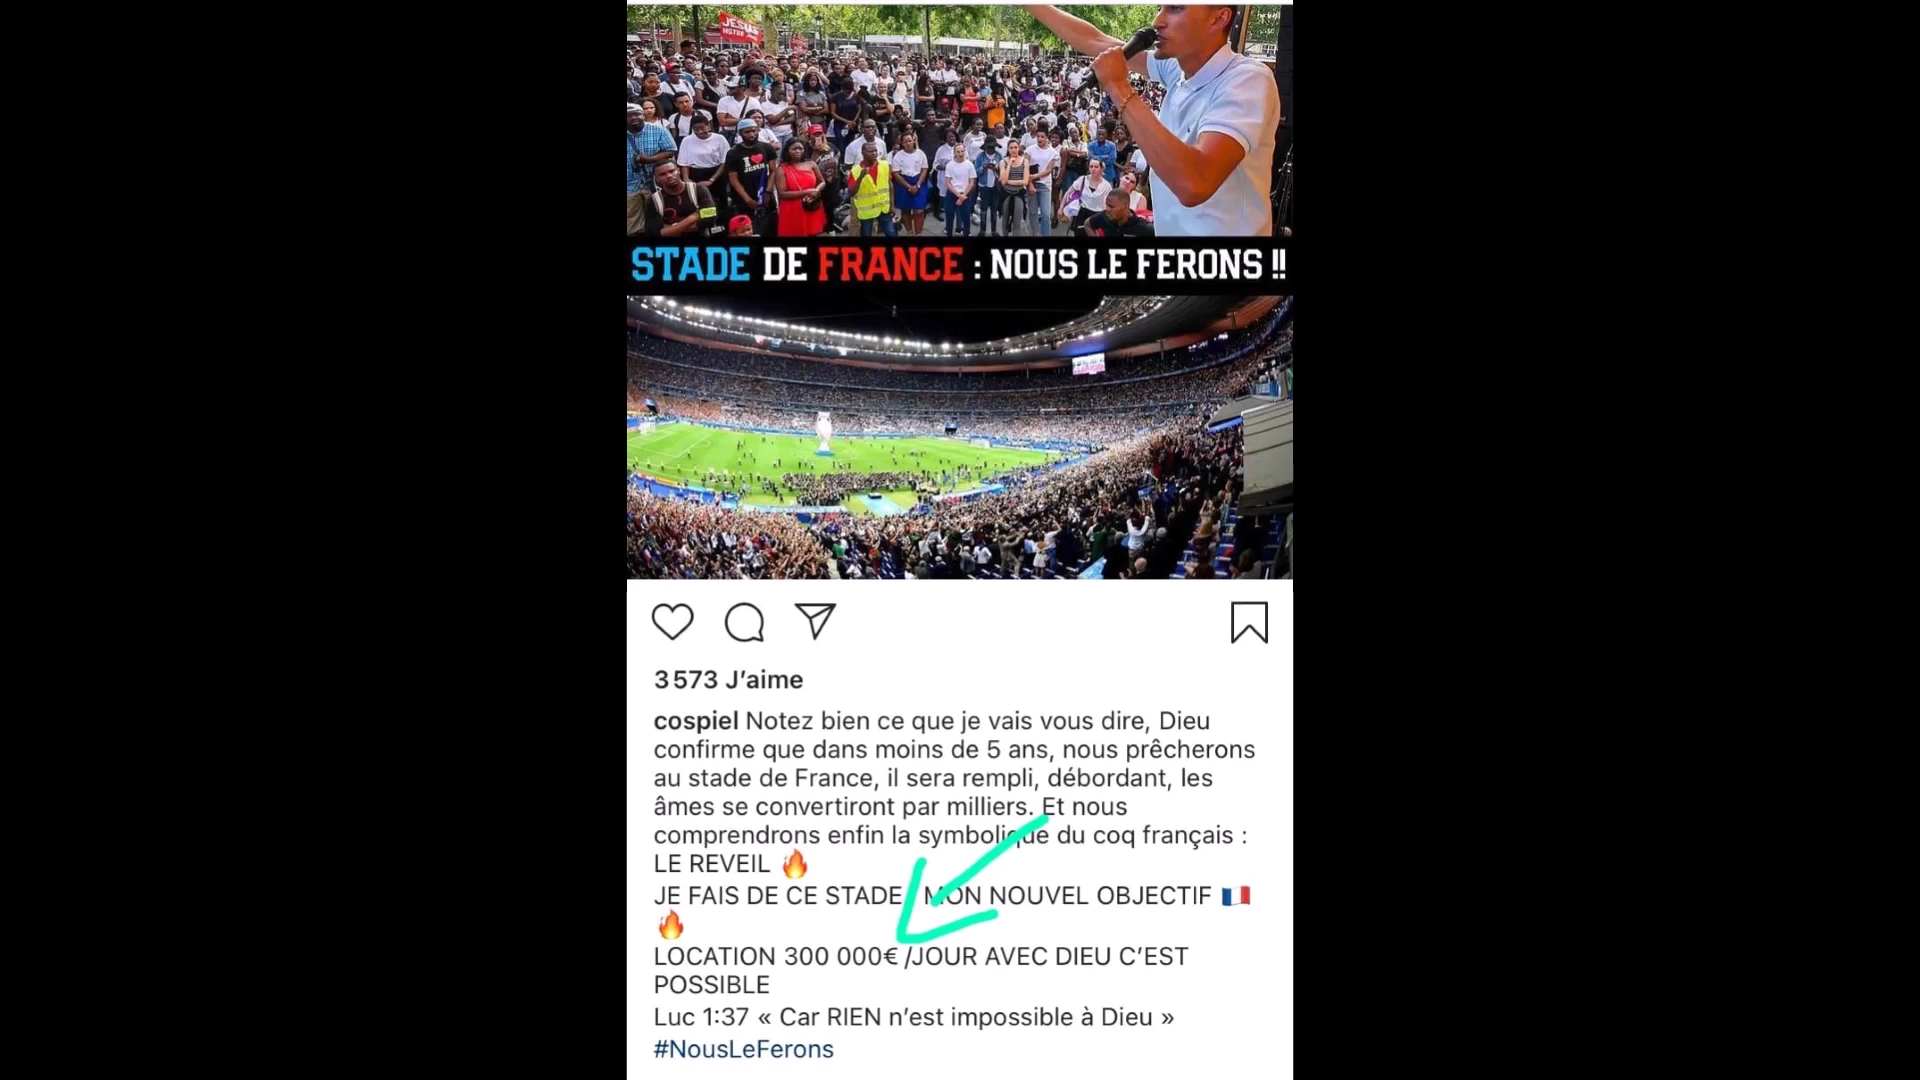 JÉSUS
NOTRE
I ❤
JESUS
STADE DE FRANCE : NOUS LE FERONS !!
3 573 J’aime
cospiel Notez bien ce que je vais vous dire, Dieu
confirme que dans moins de 5 ans, nous prêcherons
au stade de France, il sera rempli, débordant, les
âmes se convertiront par milliers. Et nous
comprendrons enfin la symbolique du coq français :
LE REVEIL 🔥
JE FAIS DE CE STADE MON NOUVEL OBJECTIF 🇫🇷
🔥
LOCATION 300 000€ /JOUR AVEC DIEU C’EST
POSSIBLE
Luc 1:37 « Car RIEN n’est impossible à Dieu »
#NousLeFerons